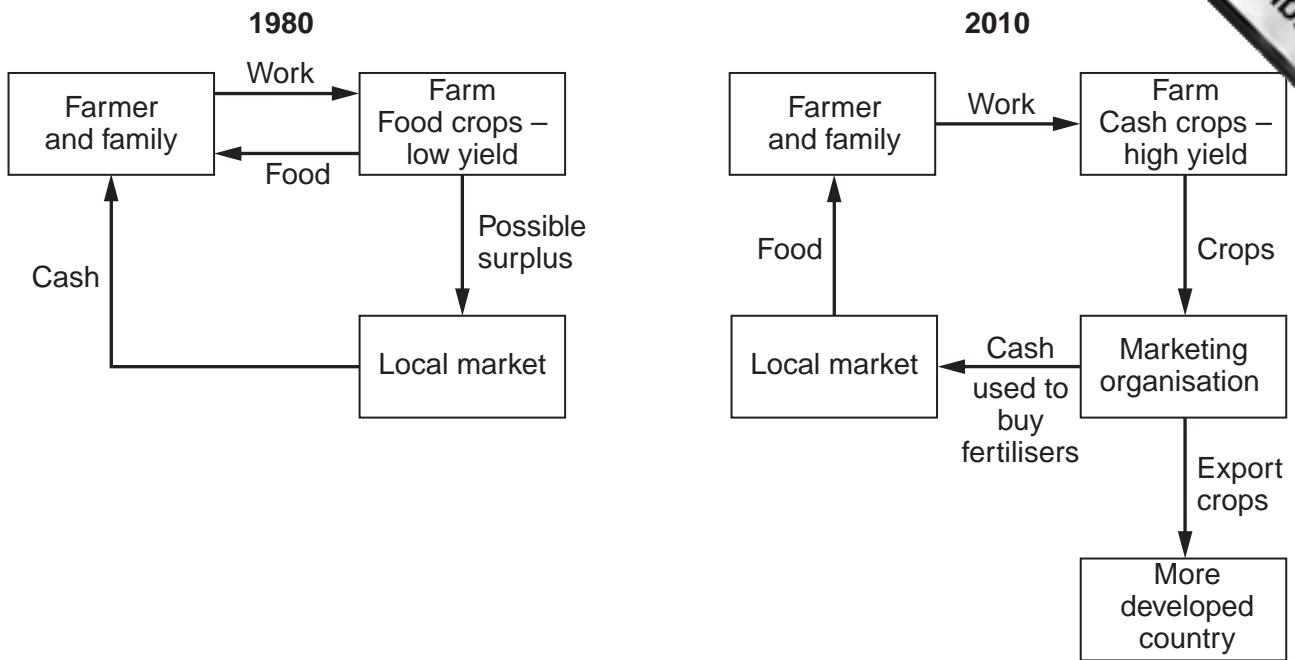 1980
Work
Farmer
and family
Farm
Food crops –
low yield
Food
Possible
surplus
Cash
Local market
2010
Farmer
and family
Work
Farm
Cash crops –
high yield
Food
Crops
Local market
Cash
used to
buy
fertilisers
Marketing
organisation
Export
crops
More
developed
country